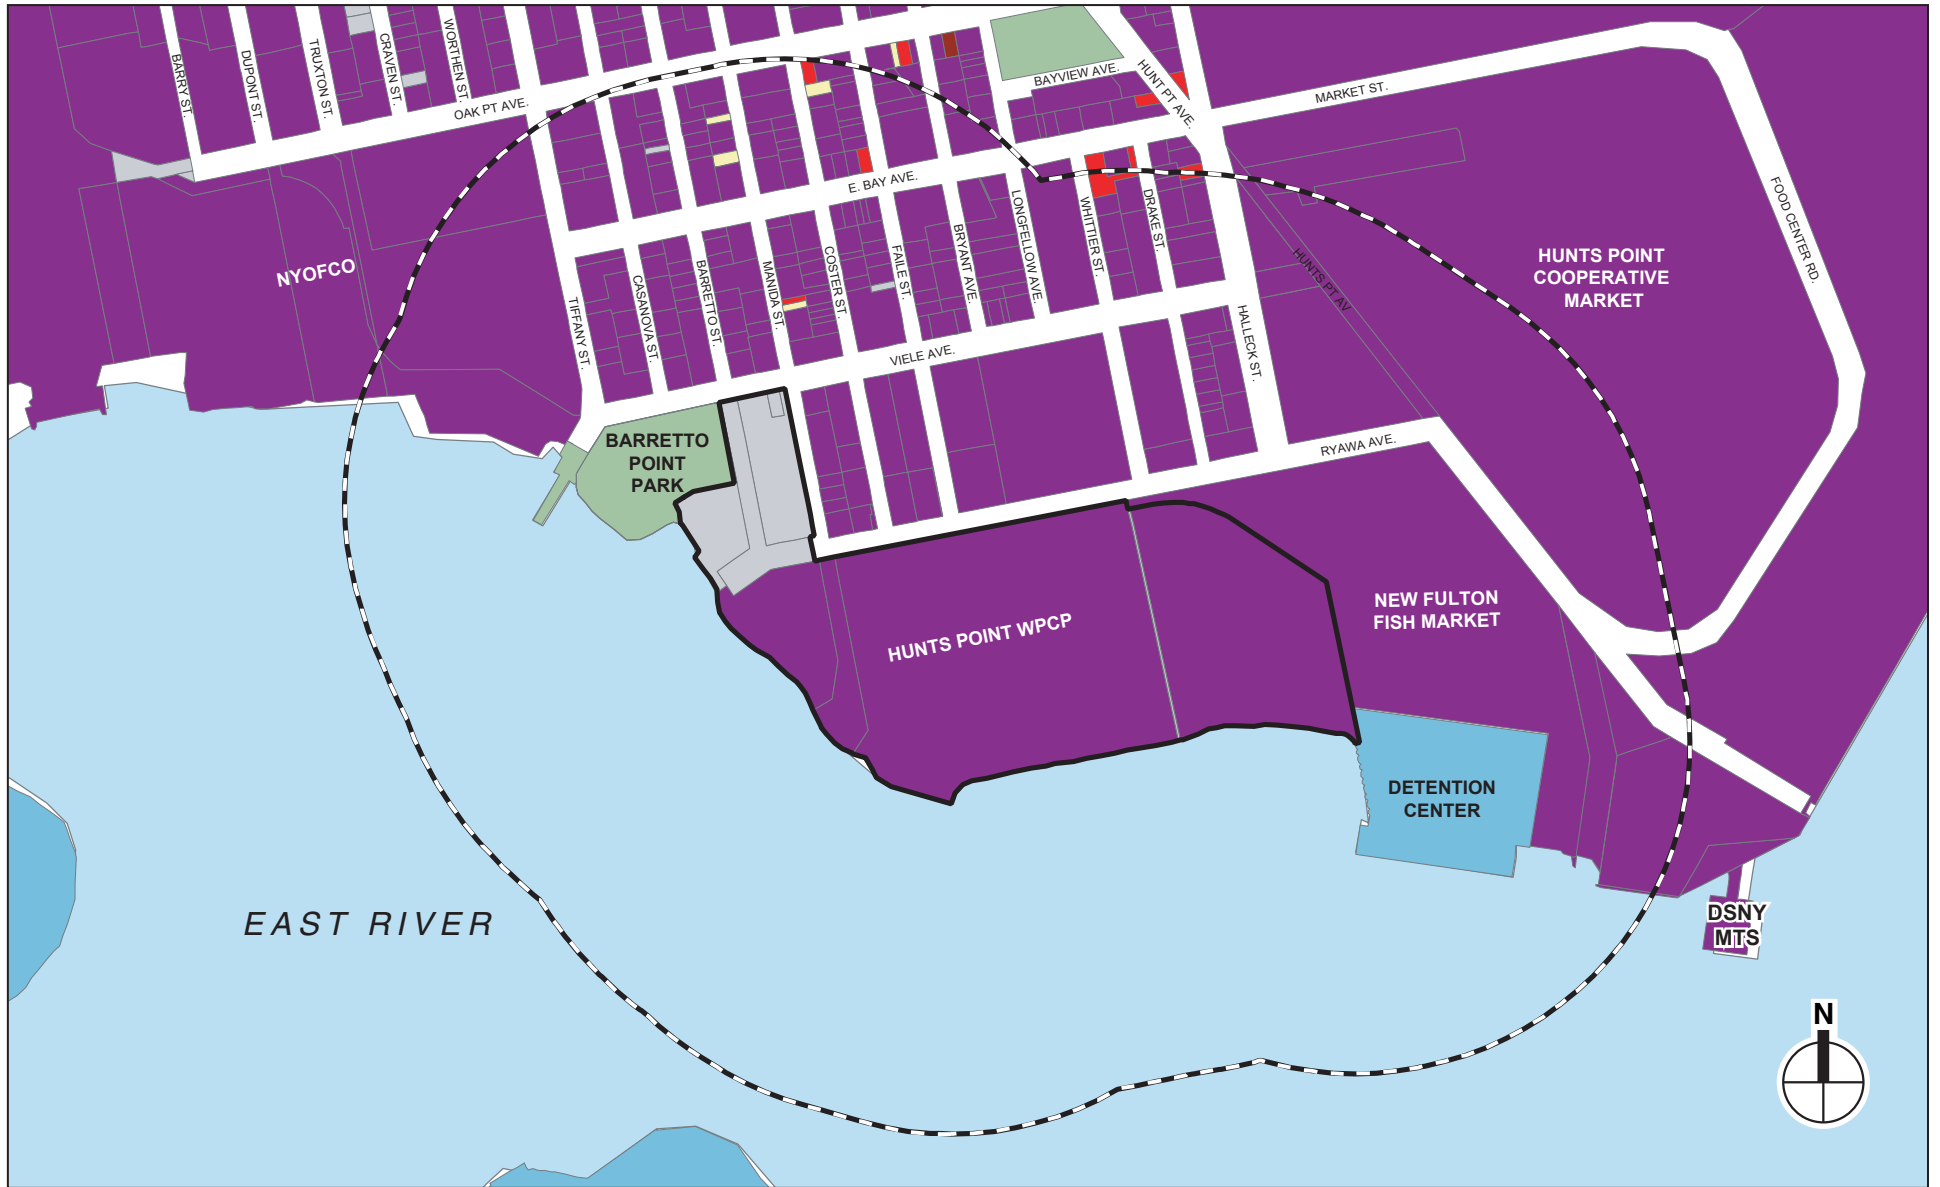 BARRY ST.
DUPONT ST.
TRUXTON ST.
CRAVEN ST.
WORTHEN ST.
OAK PT AVE.
BAYVIEW AVE.
HUNT PT AVE.
MARKET ST.
FOOD CENTER RD.
E. BAY AVE.
NYOFCO
TIFFANY ST.
CASANOVA ST.
BARRETTO ST.
MANIDA ST.
COSTER ST.
FAILE ST.
BRYANT AVE.
LONGFELLOW AVE.
WHITTIER ST.
DRAKE ST.
HALLECK ST.
HUNTS PT AV
HUNTS POINT
COOPERATIVE
MARKET
VIELE AVE.
RYAWA AVE.
BARRETTO
POINT
PARK
HUNTS POINT WPCP
NEW FULTON
FISH MARKET
DETENTION
CENTER
EAST RIVER
DSNY
MTS
N